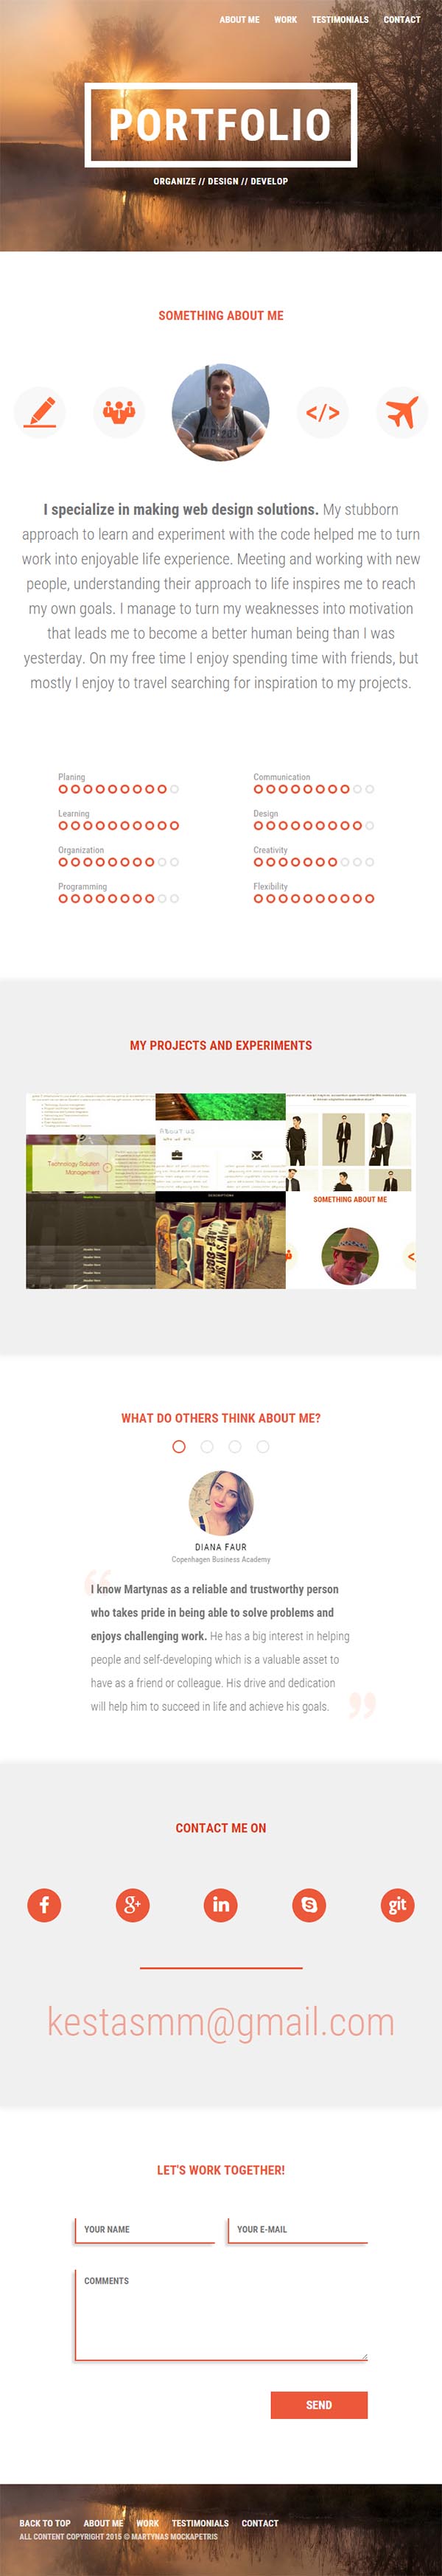 ABOUT ME WORK TESTIMONIALS CONTACT
PORTFOLIO
ORGANIZE // DESIGN // DEVELOP
SOMETHING ABOUT ME
</>
I specialize in making web design solutions. My stubborn
approach to learn and experiment with the code helped me to turn
work into enjoyable life experience. Meeting and working with new
people, understanding their approach to life inspires me to reach
my own goals. I manage to turn my weaknesses into motivation
that leads me to become a better human being than I was
yesterday. On my free time I enjoy spending time with friends, but
mostly I enjoy to travel searching for inspiration to my projects.
Planing
Communication
Learning
Design
Organization
Creativity
Programming
Flexibility
MY PROJECTS AND EXPERIMENTS
Technology Solution
Management
ABOUT US
SOMETHING ABOUT ME
WHAT DO OTHERS THINK ABOUT ME?
DIANA FAUR
Copenhagen Business Academy
“
I know Martynas as a reliable and trustworthy person
who takes pride in being able to solve problems and
enjoys challenging work. He has a big interest in helping
people and self-developing which is a valuable asset to
have as a friend or colleague. His drive and dedication
will help him to succeed in life and achieve his goals.
”
CONTACT ME ON
f g+ in S git
kestasmm@gmail.com
LET'S WORK TOGETHER!
YOUR NAME
YOUR E-MAIL
COMMENTS
SEND
BACK TO TOP ABOUT ME WORK TESTIMONIALS CONTACT
ALL CONTENT COPYRIGHT 2015 © MARTYNAS MOCKAPETRIS